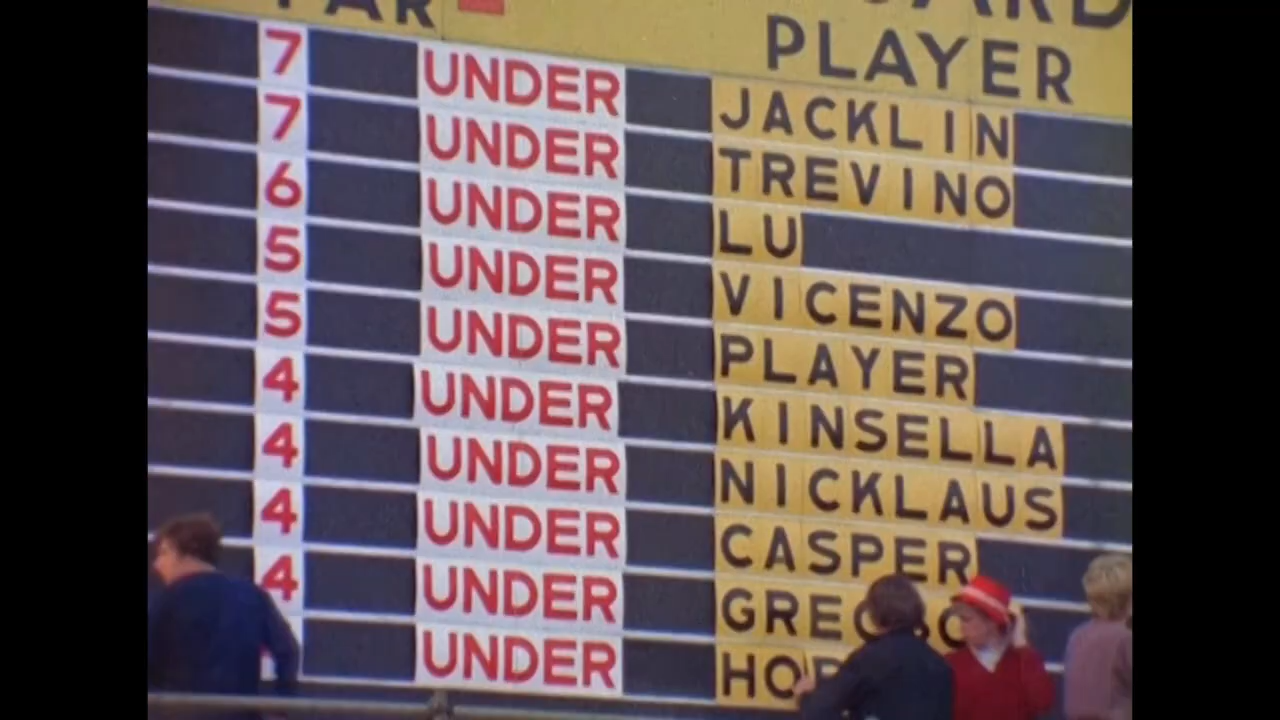 PAR
PLAYER
7 UNDER JACKLIN
7 UNDER TREVINO
6 UNDER LU
5 UNDER VICENZO
5 UNDER PLAYER
4 UNDER KINSELLA
4 UNDER NICKLAUS
4 UNDER CASPER
4 UNDER
UNDER